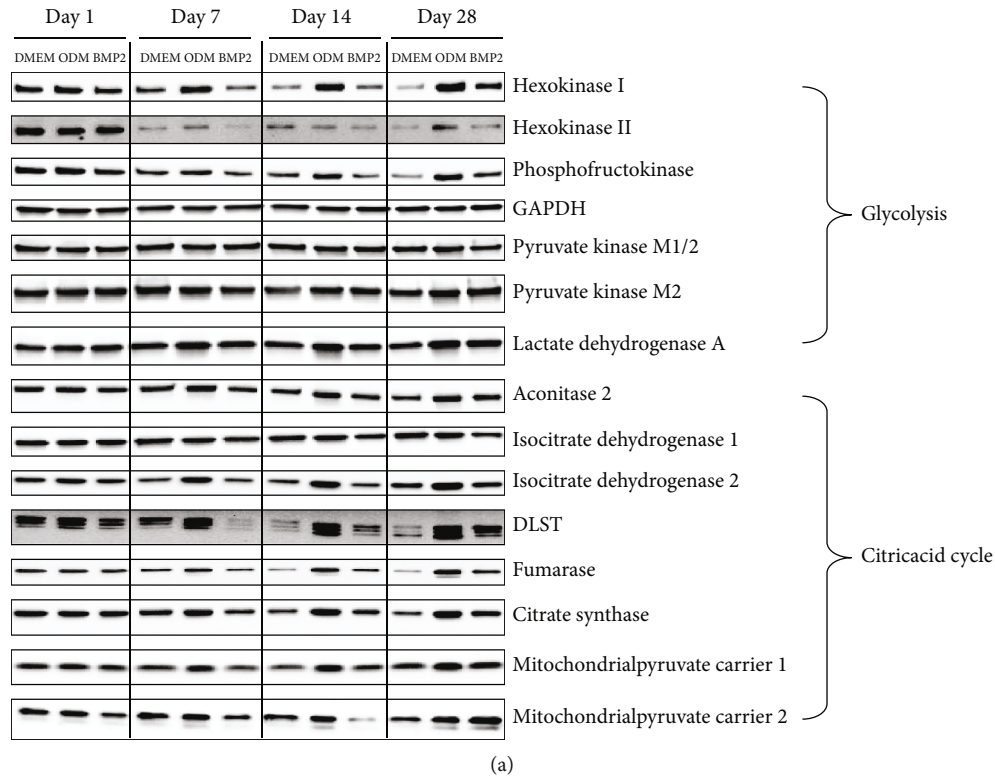 Day 1 Day 7 Day 14 Day 28
DMEM ODM BMP2 DMEM ODM BMP2 DMEM ODM BMP2 DMEM ODM BMP2
Hexokinase I
Hexokinase II
Phosphofructokinase
GAPDH
Glycolysis
Pyruvate kinase M1/2
Pyruvate kinase M2
Lactate dehydrogenase A
Aconitase 2
Isocitrate dehydrogenase 1
Isocitrate dehydrogenase 2
DLST
Citricacid cycle
Fumarase
Citrate synthase
Mitochondrialpyruvate carrier 1
Mitochondrialpyruvate carrier 2
(a)